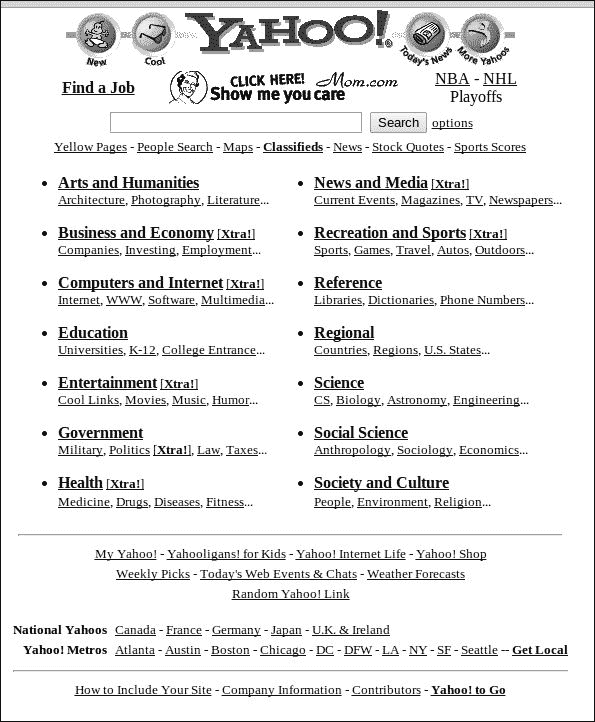 New Cool YAHOO! Today's News More Yahoos
Find a Job CLICK HERE! Mom.com Show me you care NBA - NHL Playoffs
Search options
Yellow Pages - People Search - Maps - Classifieds - News - Stock Quotes - Sports Scores
Arts and Humanities
Architecture, Photography, Literature...
Business and Economy [Xtra!]
Companies, Investing, Employment...
Computers and Internet [Xtra!]
Internet, WWW, Software, Multimedia...
Education
Universities, K-12, College Entrance...
Entertainment [Xtra!]
Cool Links, Movies, Music, Humor...
Government
Military, Politics [Xtra!], Law, Taxes...
Health [Xtra!]
Medicine, Drugs, Diseases, Fitness...
News and Media [Xtra!]
Current Events, Magazines, TV, Newspapers...
Recreation and Sports [Xtra!]
Sports, Games, Travel, Autos, Outdoors...
Reference
Libraries, Dictionaries, Phone Numbers...
Regional
Countries, Regions, U.S. States...
Science
CS, Biology, Astronomy, Engineering...
Social Science
Anthropology, Sociology, Economics...
Society and Culture
People, Environment, Religion...
My Yahoo! - Yahooligans! for Kids - Yahoo! Internet Life - Yahoo! Shop
Weekly Picks - Today's Web Events & Chats - Weather Forecasts
Random Yahoo! Link
National Yahoos Canada - France - Germany - Japan - U.K. & Ireland
Yahoo! Metros Atlanta - Austin - Boston - Chicago - DC - DFW - LA - NY - SF - Seattle -- Get Local
How to Include Your Site - Company Information - Contributors - Yahoo! to Go